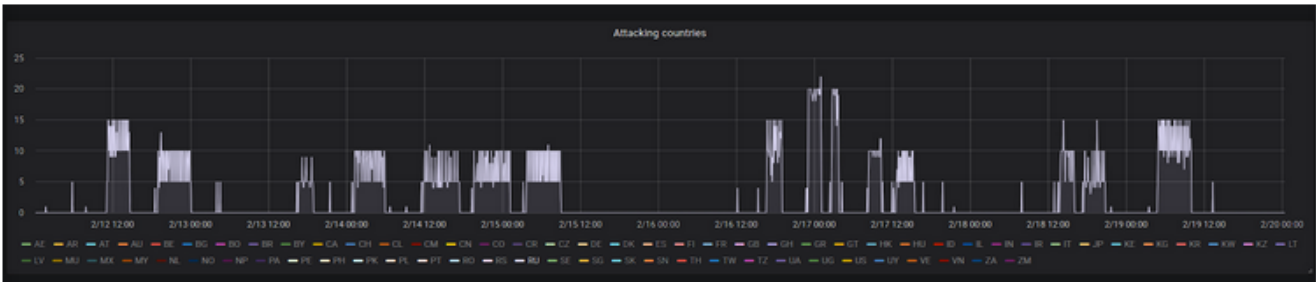 Attacking countries
25
20
15
10
5
0
2/12 12:00 2/13 00:00 2/13 12:00 2/14 00:00 2/14 12:00 2/15 00:00 2/15 12:00 2/16 00:00 2/16 12:00 2/17 00:00 2/17 12:00 2/18 00:00 2/18 12:00 2/19 00:00 2/19 12:00 2/20 00:00
AE AR AT AU BE BG BO BR BY CA CH CL CM CN CO CR CZ DE DK ES FI FR GB GH GR GT HK HU ID IL IN IR IT JP KE KG KR KW KZ LT
LV MU MX MY NL NO NP PA PE PH PK PL PT RO RS RU SE SG SK SN TH TW TZ UA UG US UY VE VN ZA ZM